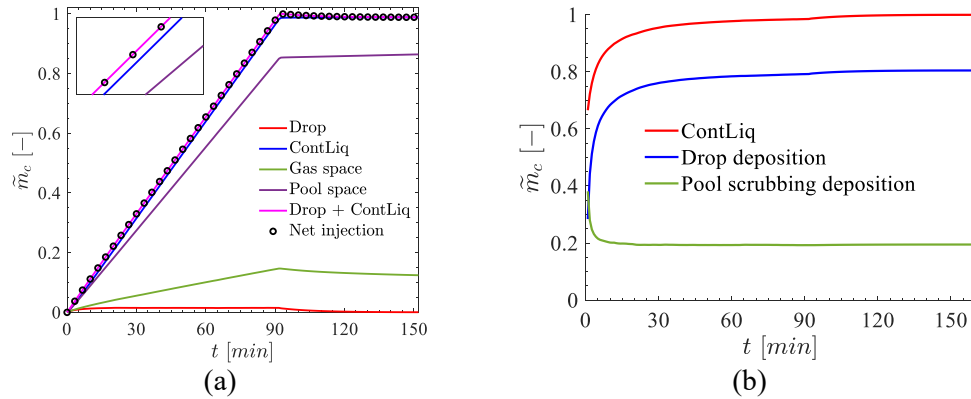 1
0.8
0.6
0.4
0.2
0
m̃_c [−]
Drop
ContLiq
Gas space
Pool space
Drop + ContLiq
Net injection
0 30 60 90 120 150
t [min]
(a)
1
0.8
0.6
0.4
0.2
0
m̃_c [−]
ContLiq
Drop deposition
Pool scrubbing deposition
0 30 60 90 120 150
t [min]
(b)